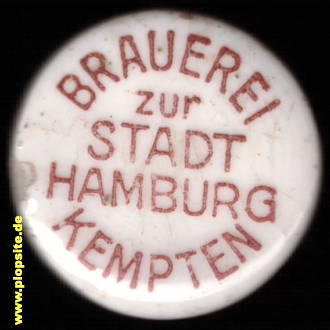 BRAUEREI
zur
STADT
HAMBURG
KEMPTEN
www.plopsite.de